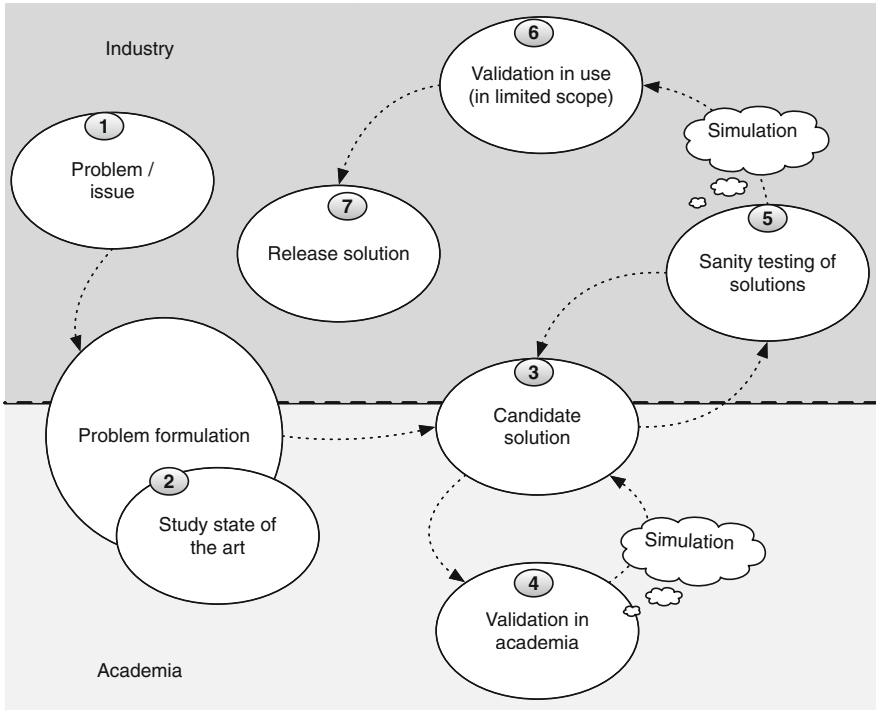 Industry
1
Problem /
issue
6
Validation in use
(in limited scope)
Simulation
7
Release solution
5
Sanity testing of
solutions
Problem formulation
2
Study state of
the art
3
Candidate
solution
Simulation
4
Validation in
academia
Academia